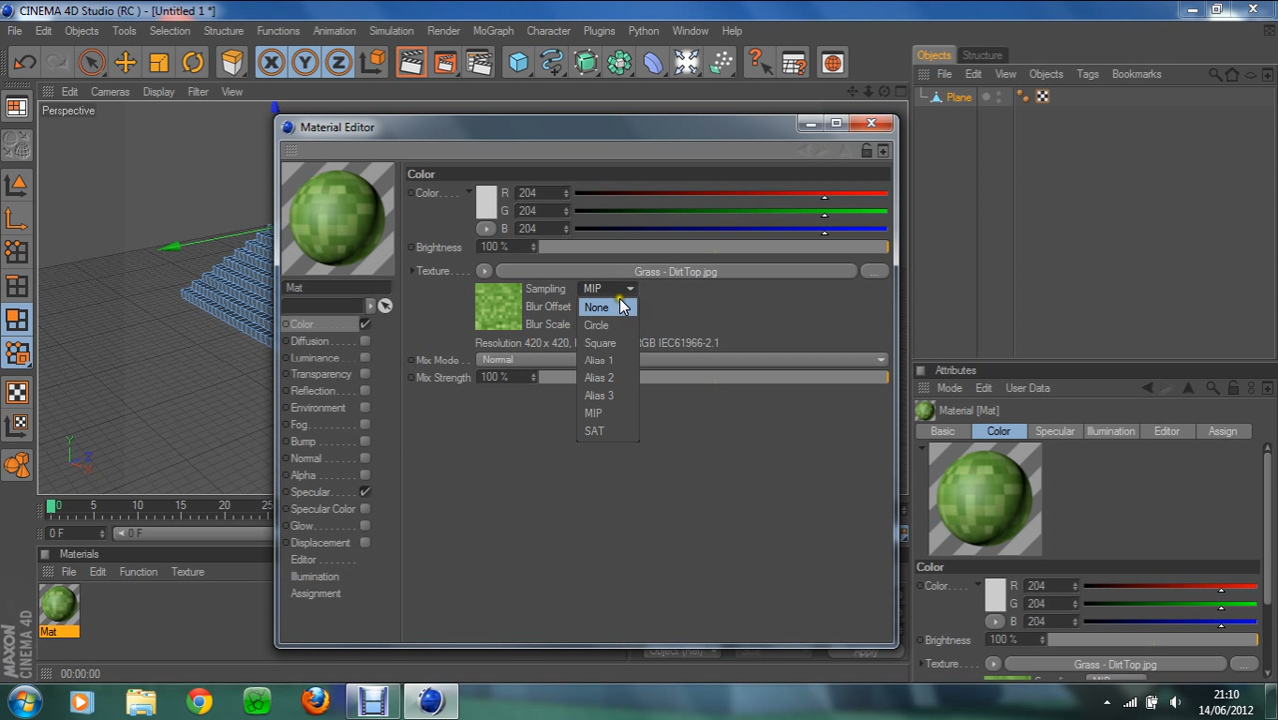 CINEMA 4D Studio (RC ) - [Untitled 1 *]
File Edit Objects Tools Selection Structure Functions Animation Simulation Render MoGraph Character Plugins Python Window Help
X Y Z
Objects Structure
File Edit View Objects Tags Bookmarks
Plane
Edit Cameras Display Filter View
Perspective
Material Editor
Color
Color. . . . R 204
G 204
B 204
Brightness 100 %
Texture. . . . Grass - DirtTop.jpg ...
Sampling MIP
Blur Offset None
Blur Scale Circle
Square
Resolution 420 x 420, RGB IEC61966-2.1
Mix Mode . . Normal
Alias 1
Mix Strength 100 %
Alias 2
Alias 3
MIP
SAT
Mat
Color
Diffusion
Luminance
Transparency
Reflection
Environment
Fog
Bump
Normal
Alpha
Specular
Specular Color
Glow
Displacement
Editor
Illumination
Assignment
Attributes
Mode Edit User Data
Material [Mat]
Basic Color Specular Illumination Editor Assign
Color
Color. . . . R 204
G 204
B 204
Brightness 100 %
Texture. . . . Grass - DirtTop.jpg ...
Y
X
0 5 10 15 20 25
0 F 0 F
Materials
File Edit Function Texture
Mat
Apply
MAXON
CINEMA 4D
00:00:00
21:10
14/06/2012